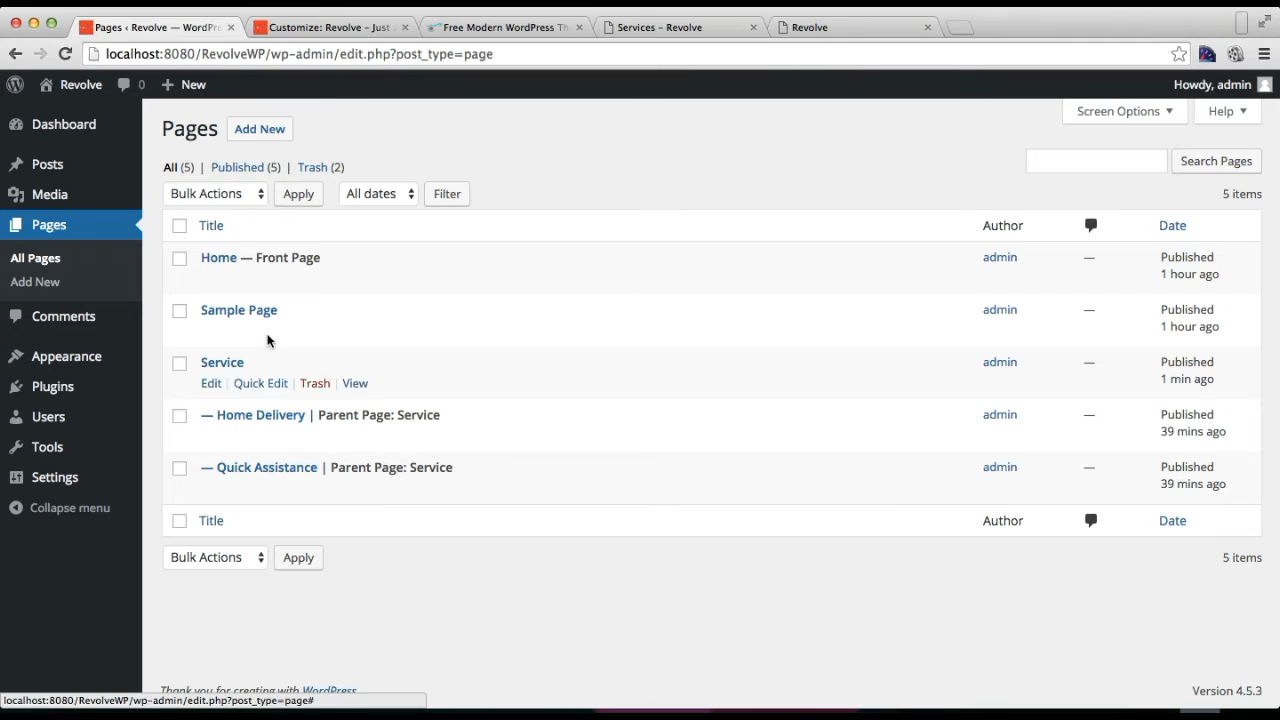 Pages ‹ Revolve — WordPre
Customize: Revolve – Just
Free Modern WordPress Th
Services – Revolve
Revolve
localhost:8080/RevolveWP/wp-admin/edit.php?post_type=page
Revolve 0 New Howdy, admin
Dashboard
Posts
Media
Pages
All Pages
Add New
Comments
Appearance
Plugins
Users
Tools
Settings
Collapse menu
Screen Options Help
Pages Add New
All (5) | Published (5) | Trash (2)
Search Pages
Bulk Actions Apply All dates Filter 5 items
Title Author Date
Home — Front Page admin — Published
1 hour ago
Sample Page admin — Published
1 hour ago
Service admin — Published
Edit | Quick Edit | Trash | View 1 min ago
— Home Delivery | Parent Page: Service admin — Published
39 mins ago
— Quick Assistance | Parent Page: Service admin — Published
39 mins ago
Title Author Date
Bulk Actions Apply 5 items
Thank you for creating with WordPress
Version 4.5.3
localhost:8080/RevolveWP/wp-admin/edit.php?post_type=page#